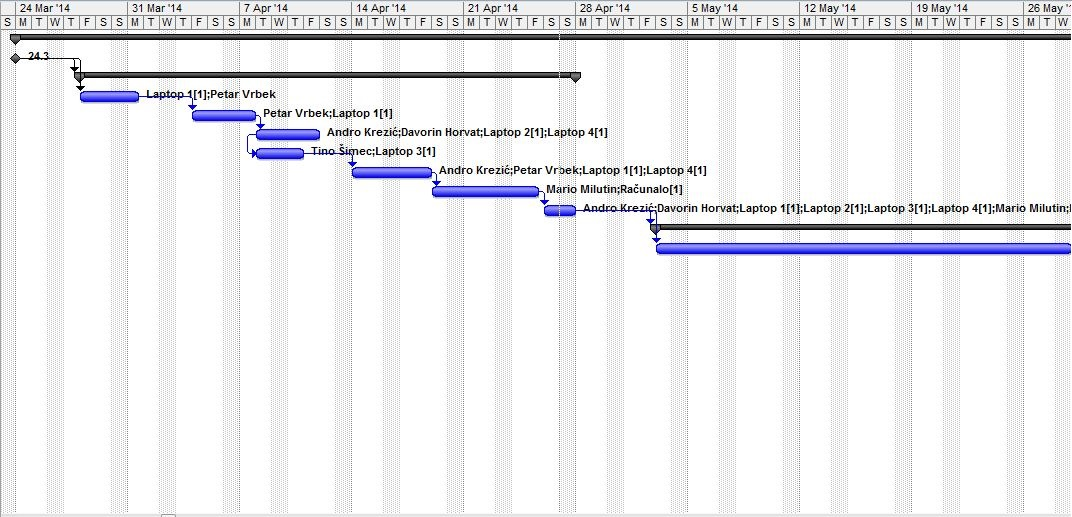 24 Mar '14 31 Mar '14 7 Apr '14 14 Apr '14 21 Apr '14 28 Apr '14 5 May '14 12 May '14 19 May '14 26 May '1
S M T W T F S S M T W T F S S M T W T F S S M T W T F S S M T W T F S S M T W T F S S M T W T F S S M T W T F S S M T W T F S S M T W
24.3
Laptop 1[1];Petar Vrbek
Petar Vrbek;Laptop 1[1]
Andro Krezić;Davorin Horvat;Laptop 2[1];Laptop 4[1]
Tino Šimec;Laptop 3[1]
Andro Krezić;Petar Vrbek;Laptop 1[1];Laptop 4[1]
Mario Milutin;Računalo[1]
Andro Krezić;Davorin Horvat;Laptop 1[1];Laptop 2[1];Laptop 3[1];Laptop 4[1];Mario Milutin;